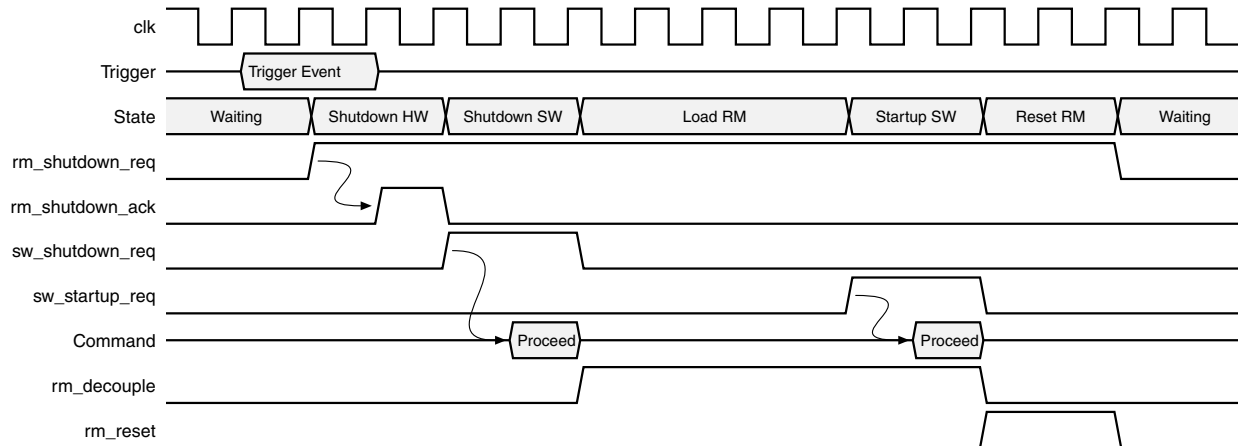 clk
Trigger Trigger Event
State Waiting Shutdown HW Shutdown SW Load RM Startup SW Reset RM Waiting
rm_shutdown_req
rm_shutdown_ack
sw_shutdown_req
sw_startup_req
Command Proceed Proceed
rm_decouple
rm_reset